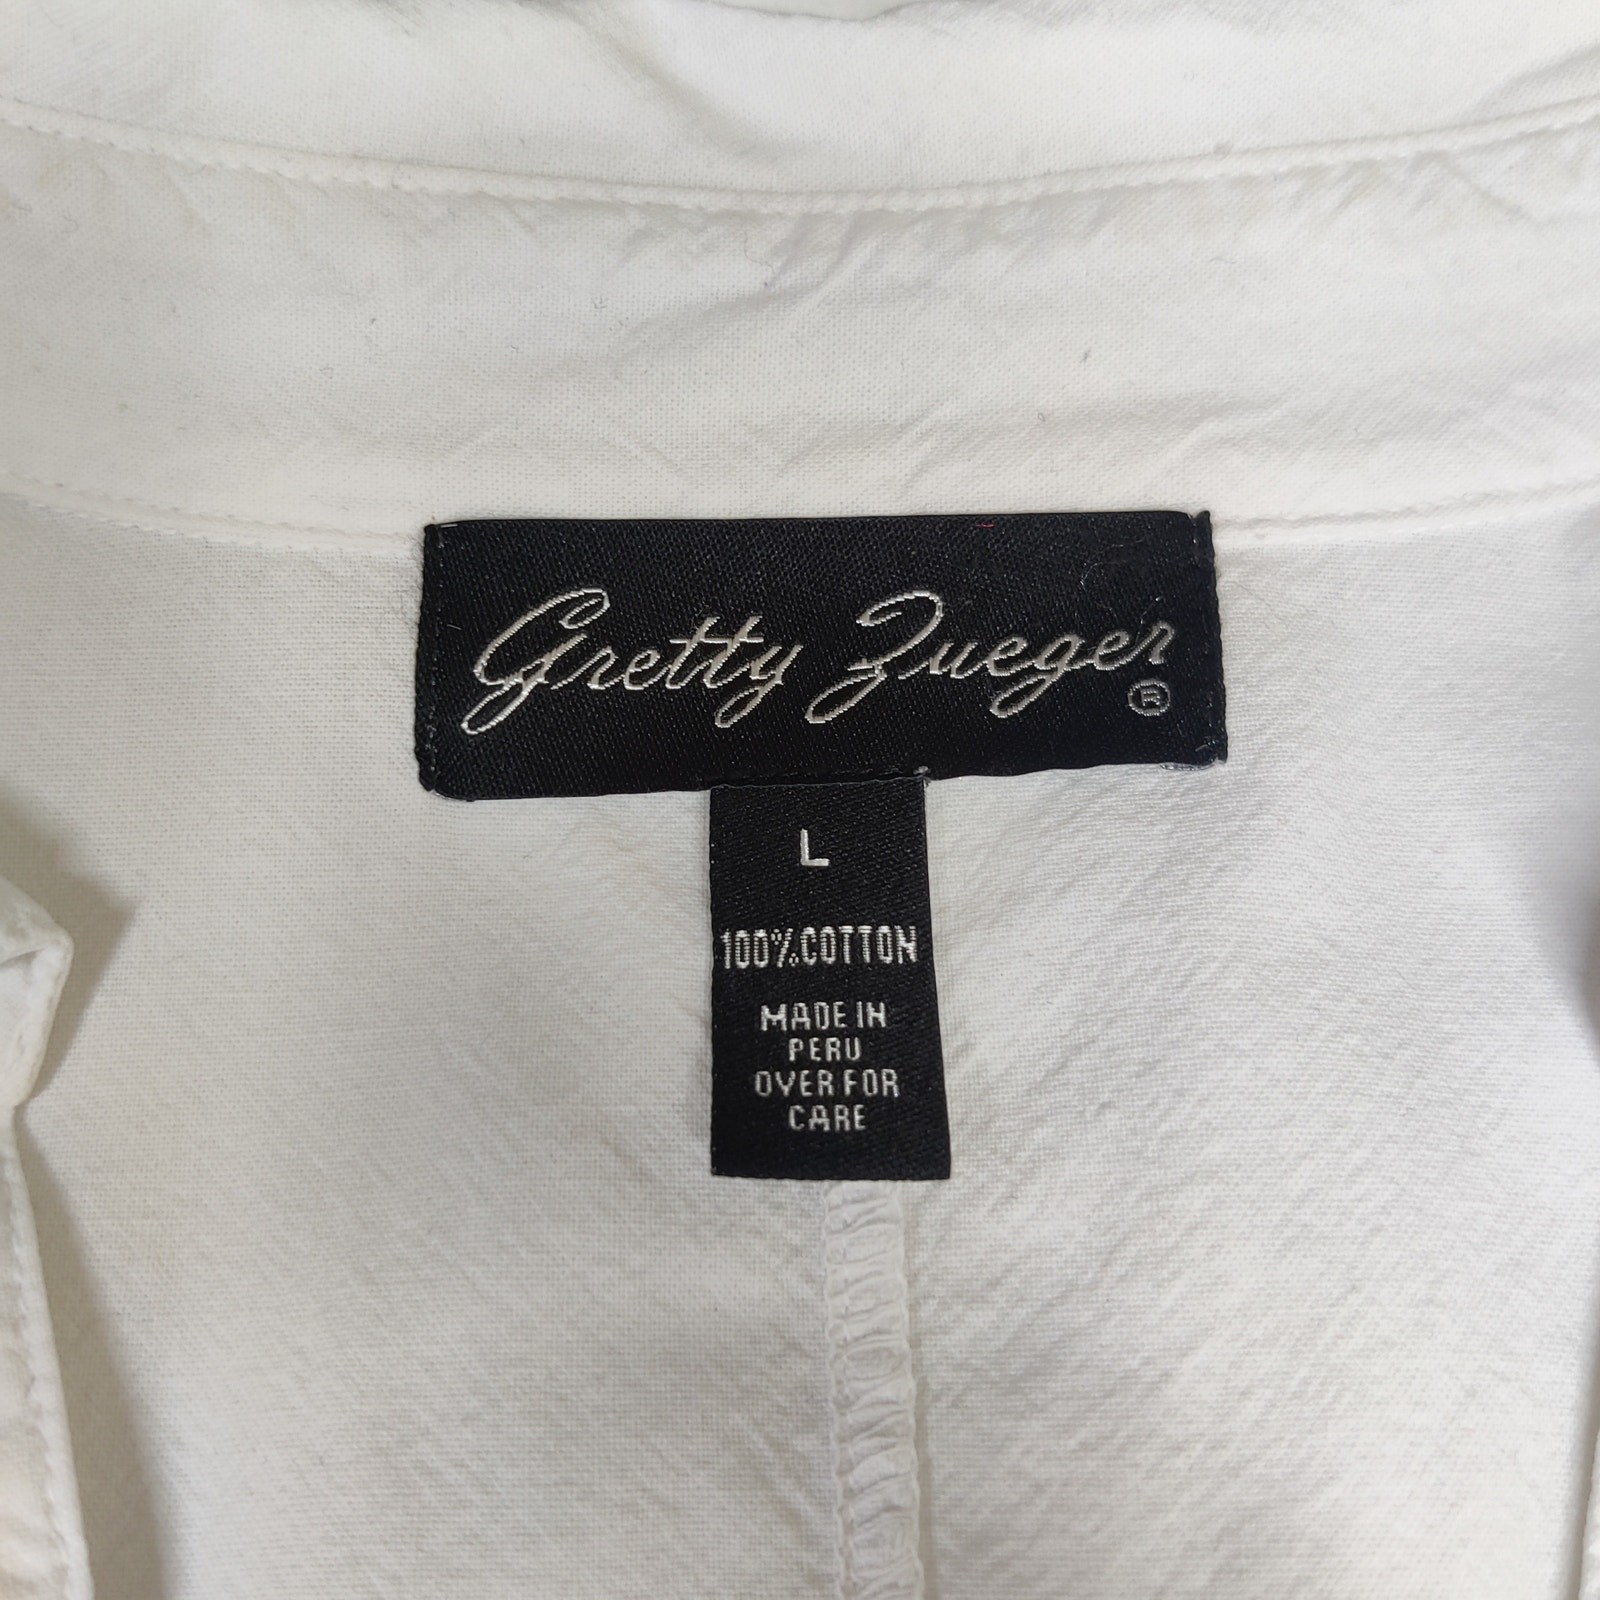 Gretty Zueger
®
L
100% COTTON
MADE IN
PERU
OVER FOR
CARE